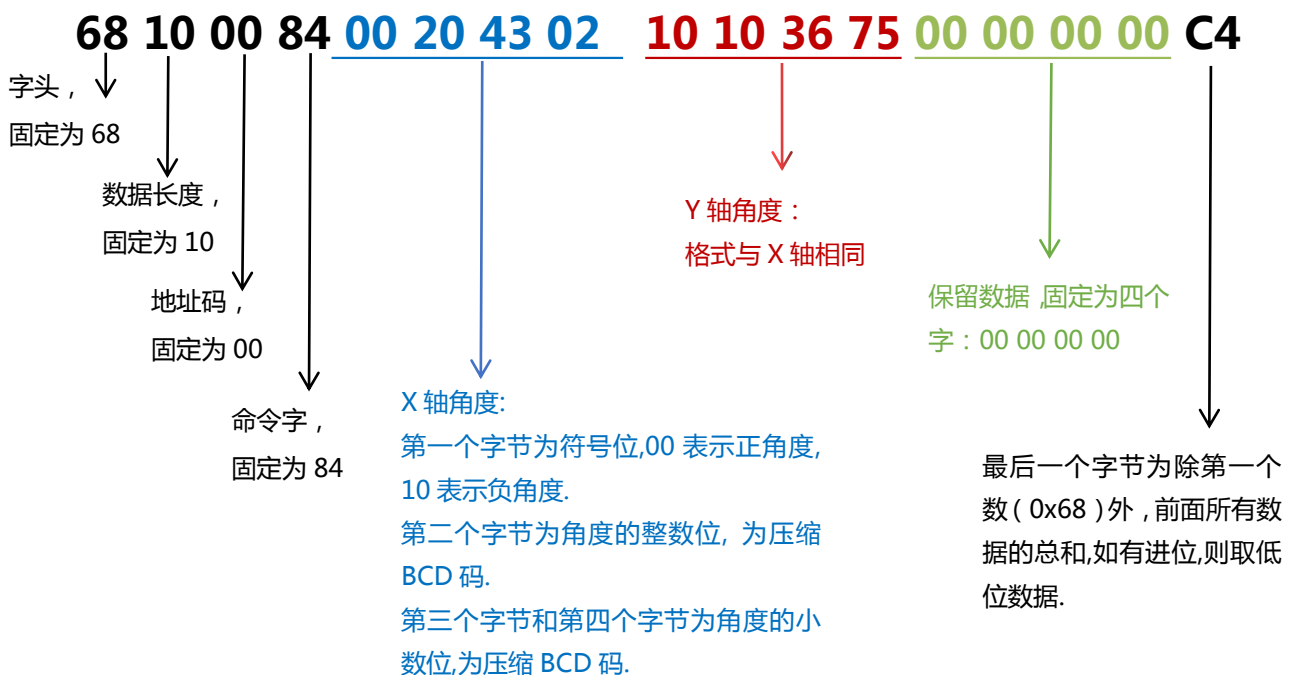 68 10 00 84 00 20 43 02 10 10 36 75 00 00 00 00 C4
字头，
固定为 68
数据长度，
固定为 10
地址码，
固定为 00
命令字，
固定为 84
X 轴角度:
第一个字节为符号位,00 表示正角度,
10 表示负角度.
第二个字节为角度的整数位, 为压缩
BCD 码.
第三个字节和第四个字节为角度的小
数位,为压缩 BCD 码.
Y 轴角度：
格式与 X 轴相同
保留数据 ,固定为四个
字：00 00 00 00
最后一个字节为除第一个
数（0x68）外，前面所有数
据的总和,如有进位,则取低
位数据.